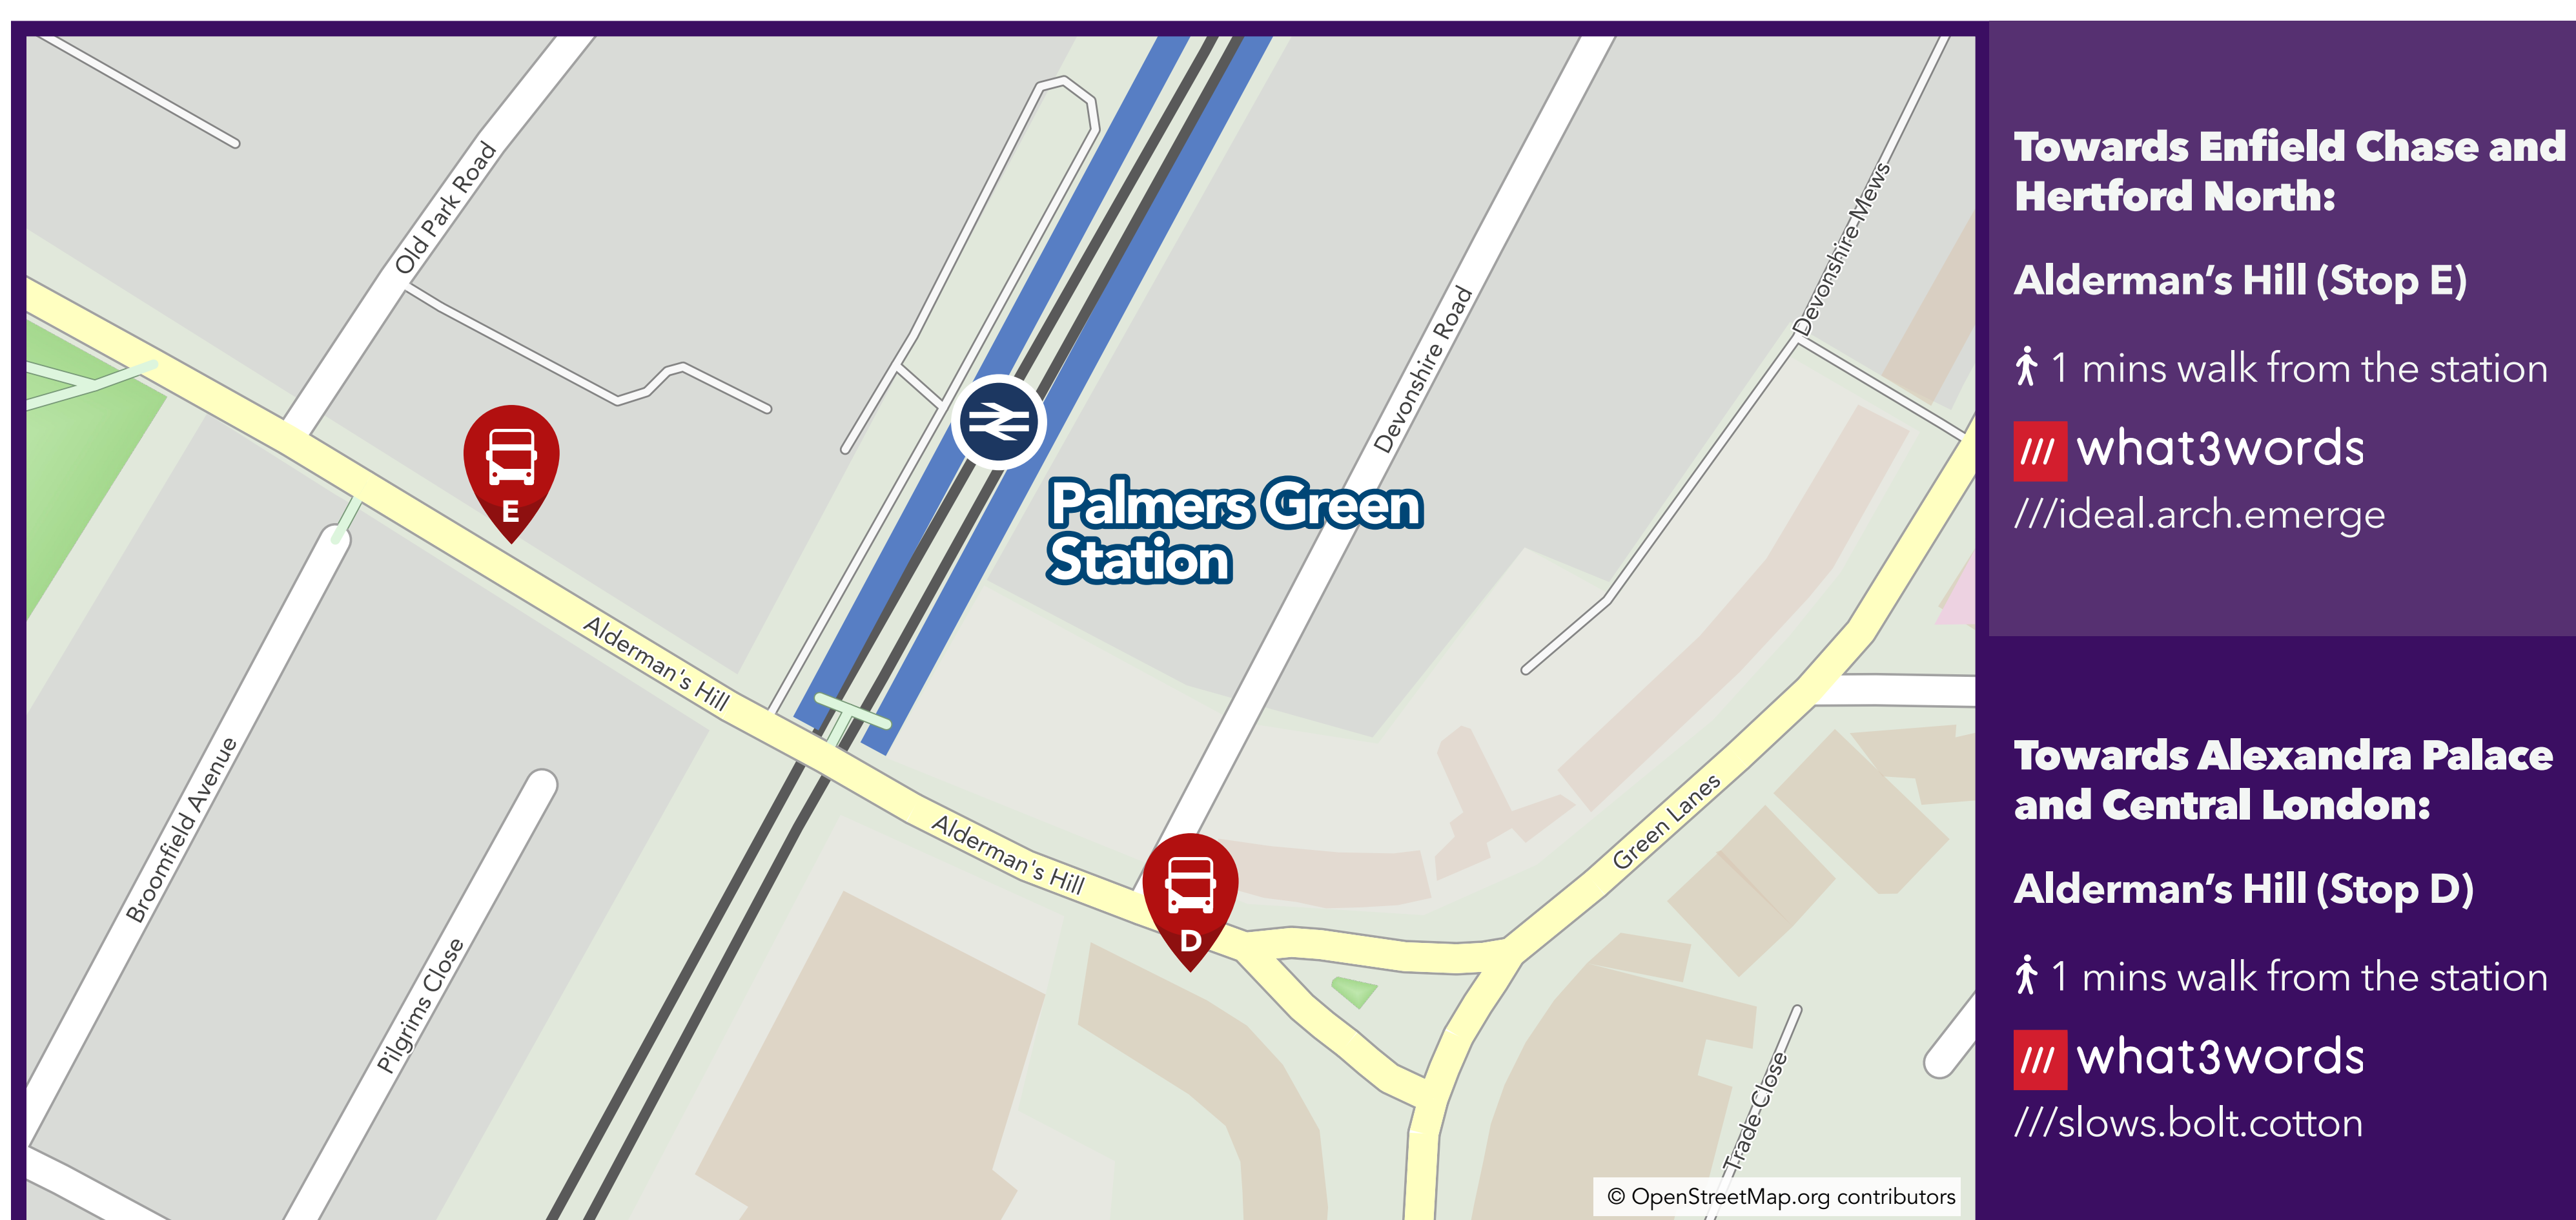 Old Park Road
Devonshire Mews
Devonshire Road
E
Palmers Green
Station
Alderman's Hill
Broomfield Avenue
Alderman's Hill
Green Lanes
D
Pilgrims Close
Trade Close
© OpenStreetMap.org contributors
Towards Enfield Chase and
Hertford North:
Alderman’s Hill (Stop E)
1 mins walk from the station
what3words
///ideal.arch.emerge
Towards Alexandra Palace
and Central London:
Alderman’s Hill (Stop D)
1 mins walk from the station
what3words
///slows.bolt.cotton